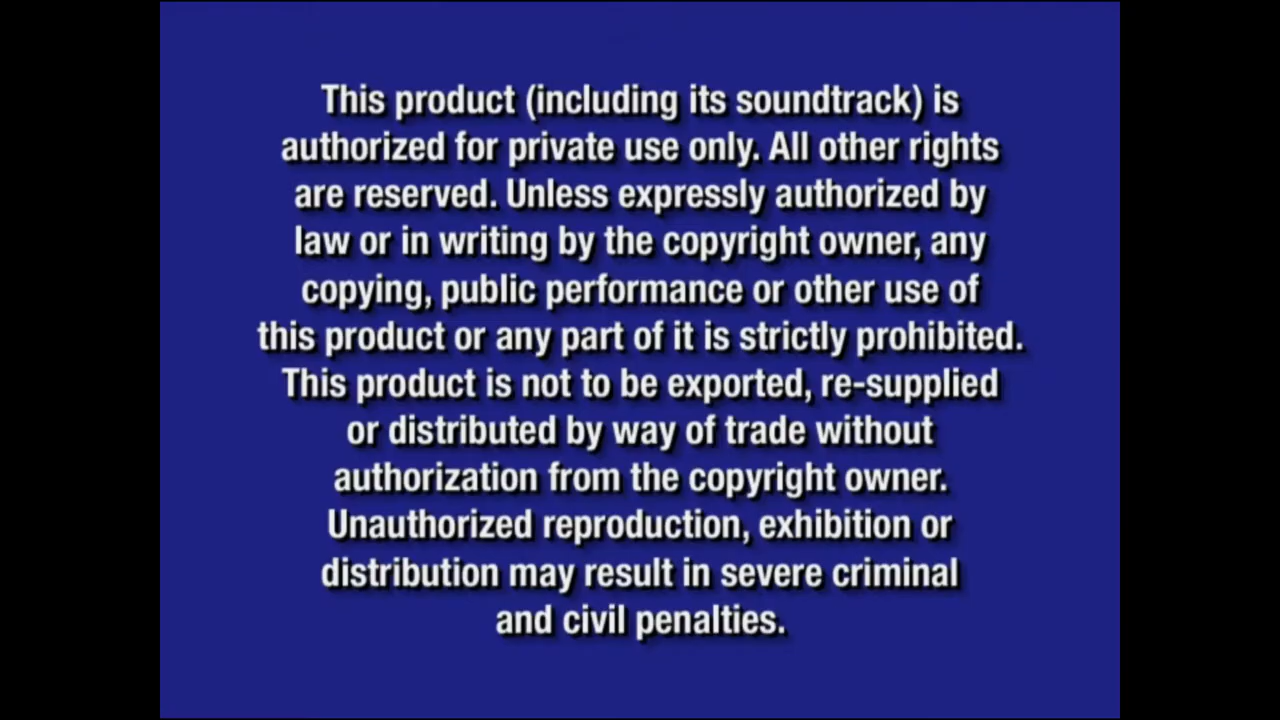 This product (including its soundtrack) is
authorized for private use only. All other rights
are reserved. Unless expressly authorized by
law or in writing by the copyright owner, any
copying, public performance or other use of
this product or any part of it is strictly prohibited.
This product is not to be exported, re-supplied
or distributed by way of trade without
authorization from the copyright owner.
Unauthorized reproduction, exhibition or
distribution may result in severe criminal
and civil penalties.